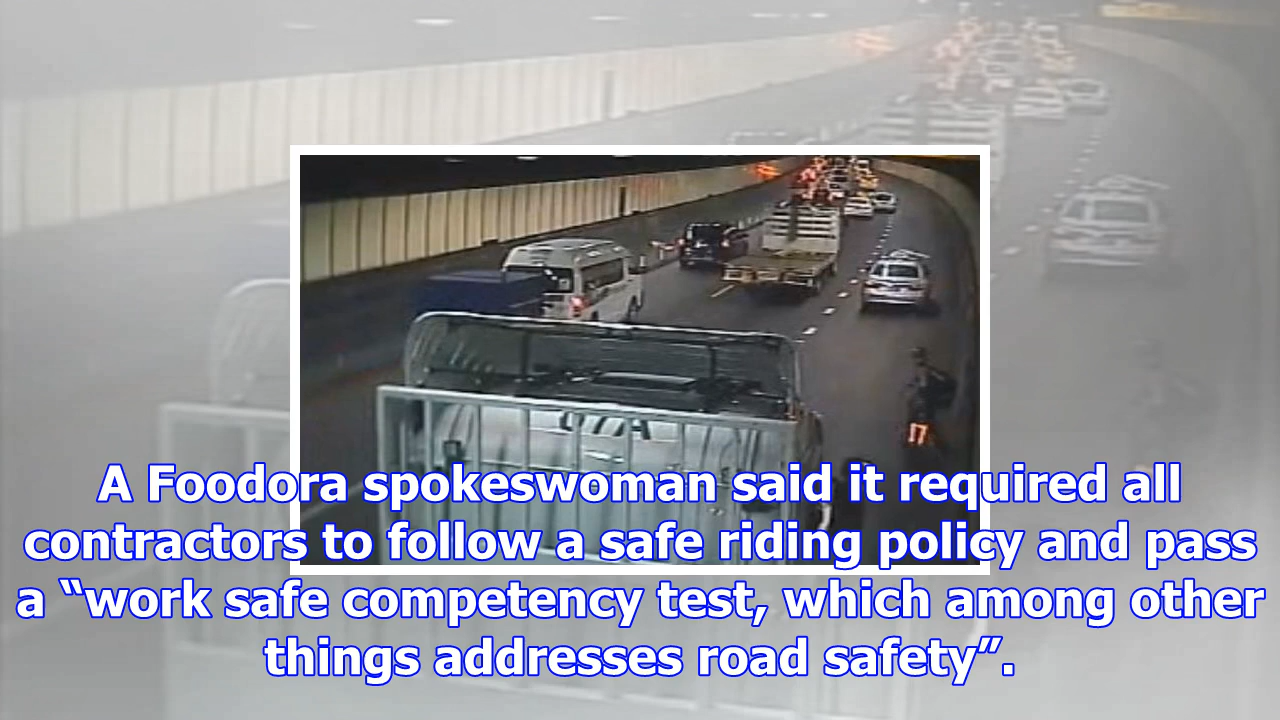 A Foodora spokeswoman said it required all
contractors to follow a safe riding policy and pass
a “work safe competency test, which among other
things addresses road safety”.